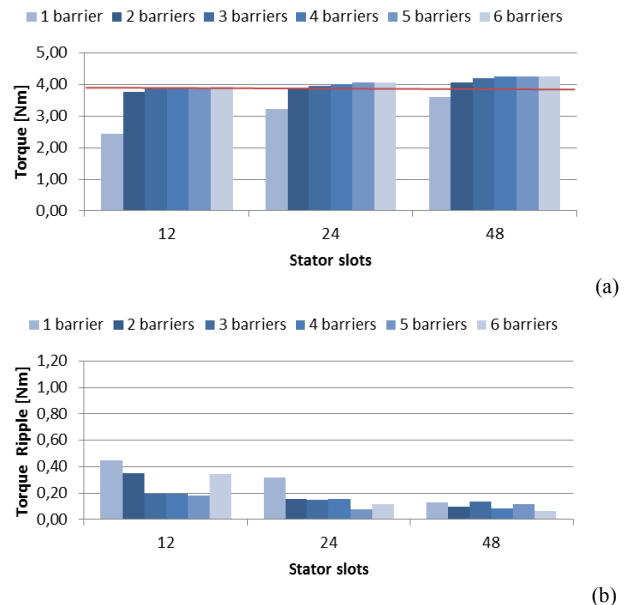 1 barrier 2 barriers 3 barriers 4 barriers 5 barriers 6 barriers
5,00
4,00
3,00
2,00
1,00
0,00
Torque [Nm]
12 24 48
Stator slots
(a)
1 barrier 2 barriers 3 barriers 4 barriers 5 barriers 6 barriers
1,20
1,00
0,80
0,60
0,40
0,20
0,00
Torque Ripple [Nm]
12 24 48
Stator slots
(b)